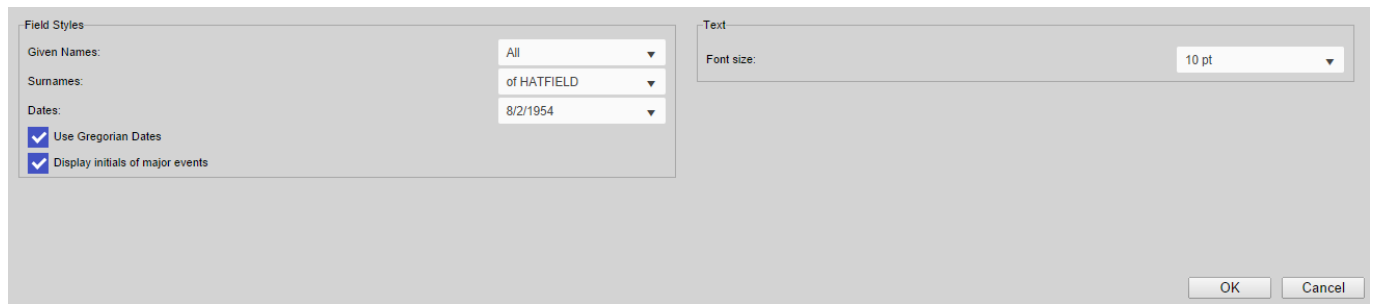 Field Styles
Given Names: All
Surnames: of HATFIELD
Dates: 8/2/1954
Use Gregorian Dates
Display initials of major events
Text
Font size: 10 pt
OK Cancel